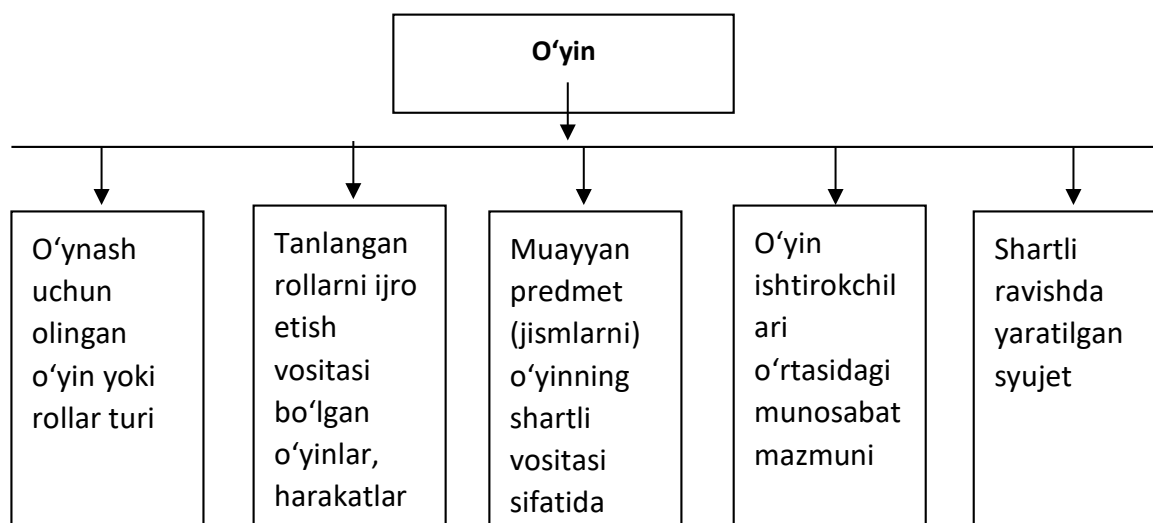 O‘yin
O‘ynash
uchun
olingan
o‘yin yoki
rollar turi
Tanlangan
rollarni ijro
etish
vositasi
bo‘lgan
o‘yinlar,
harakatlar
Muayyan
predmet
(jismlarni)
o‘yinning
shartli
vositasi
sifatida
O‘yin
ishtirokchil
ari
o‘rtasidagi
munosabat
mazmuni
Shartli
ravishda
yaratilgan
syujet